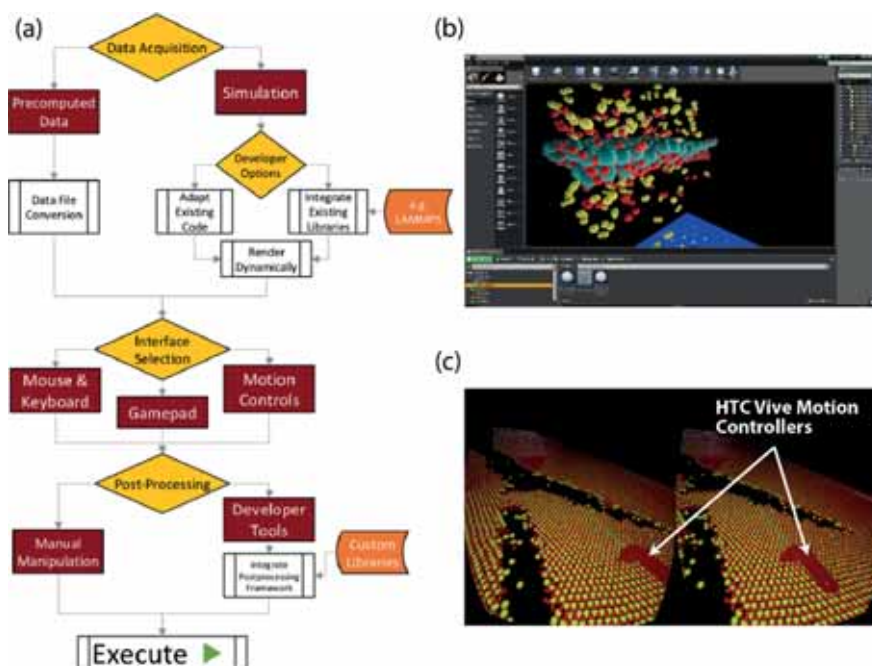 (a)
Data Acquisition
Precomputed
Data
Simulation
Developer
Options
Data File
Conversion
Adapt
Existing
Code
Integrate
Existing
Libraries
e.g.
LAMMPS
Render
Dynamically
Interface
Selection
Mouse &
Keyboard
Gamepad
Motion
Controls
Post-Processing
Manual
Manipulation
Developer
Tools
Integrate
Postprocessing
Framework
Custom
Libraries
Execute
(b)
(c)
HTC Vive Motion
Controllers